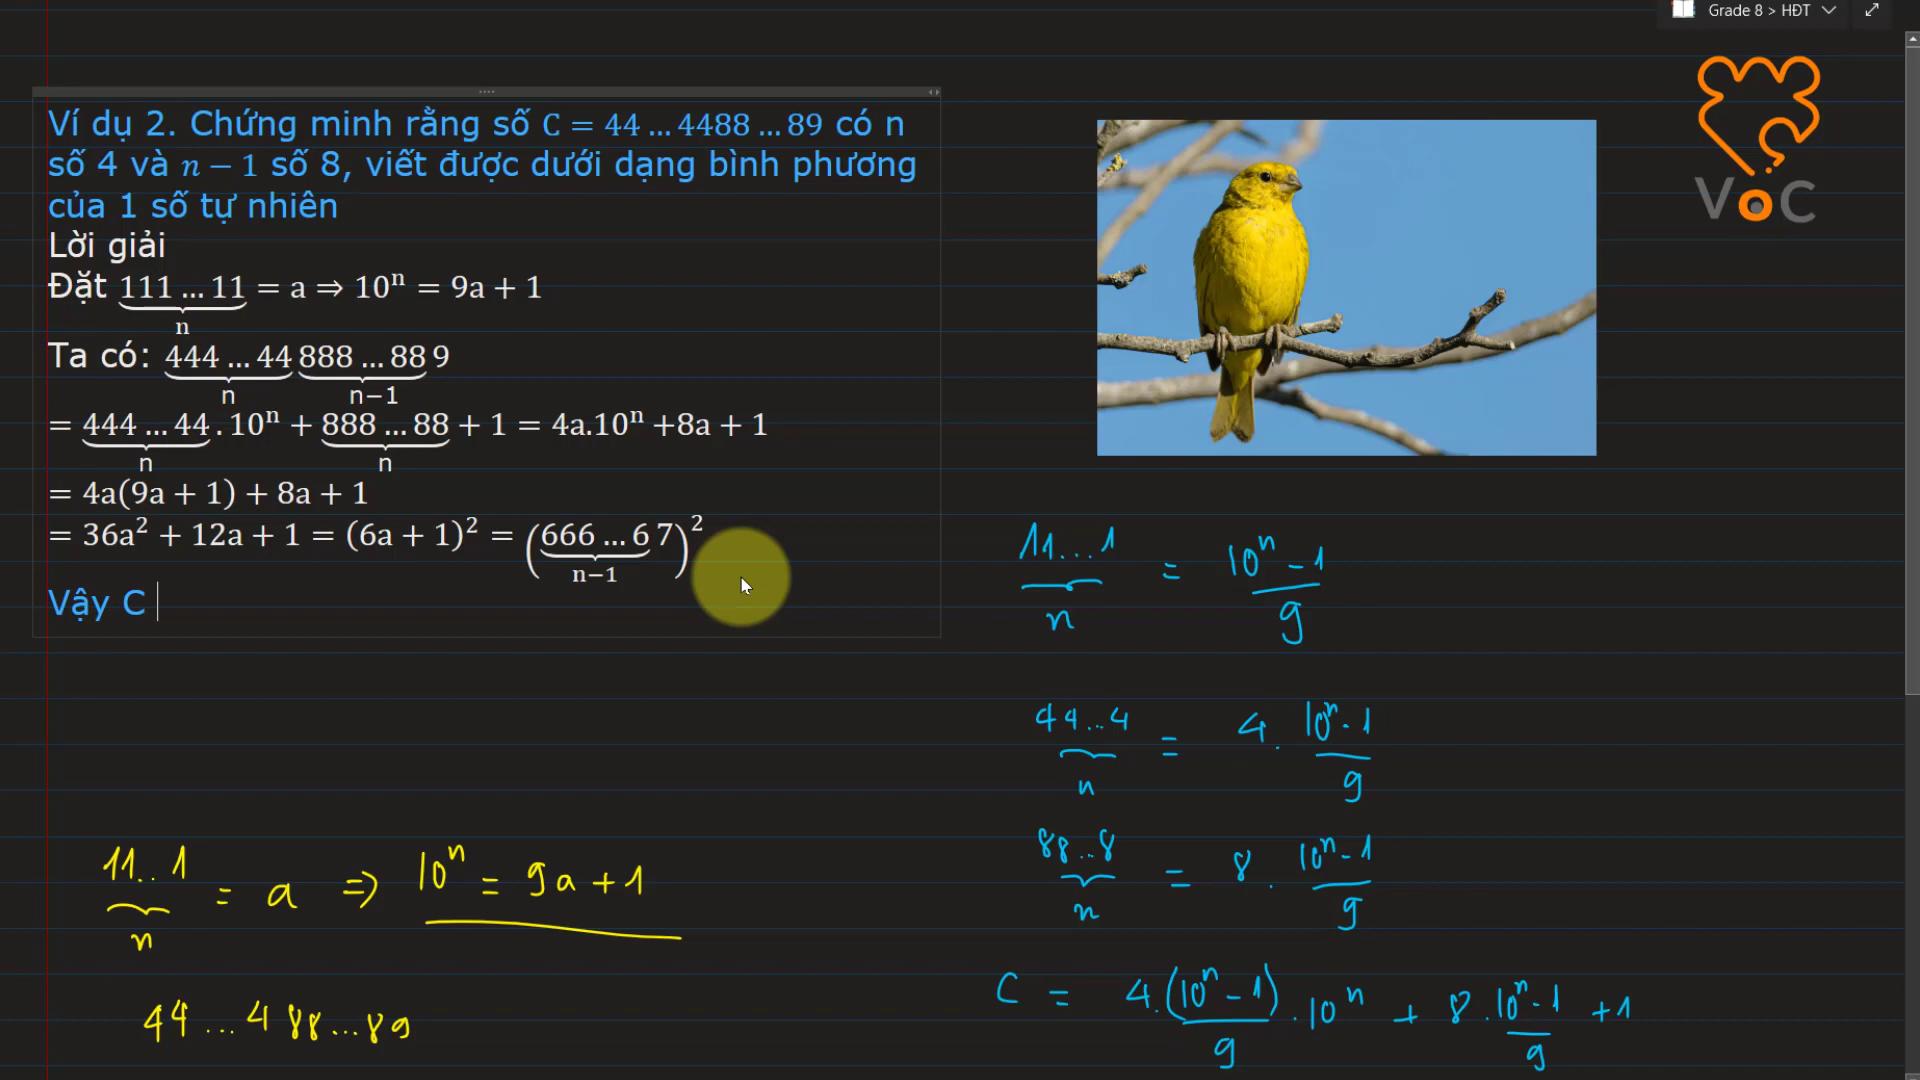 Grade 8 > HĐT
VOC
Ví dụ 2. Chứng minh rằng số C = 44 … 4488 … 89 có n
số 4 và n − 1 số 8, viết được dưới dạng bình phương
của 1 số tự nhiên
Lời giải
Đặt 111 … 11 = a ⇒ 10ⁿ = 9a + 1
n
Ta có: 444 … 44 888 … 88 9
n n−1
= 444 … 44 . 10ⁿ + 888 … 88 + 1 = 4a.10ⁿ +8a + 1
n n
= 4a(9a + 1) + 8a + 1
= 36a² + 12a + 1 = (6a + 1)² = (666 … 6 7)²
n−1
Vậy C
11...1 = (10ⁿ - 1)/9
n
44...4 = 4. (10ⁿ - 1)/9
n
88...8 = 8. (10ⁿ - 1)/9
n
11..1 = a ⇒ 10ⁿ = 9a + 1
n
44...4 88...89
C = 4.(10ⁿ - 1)/9 . 10ⁿ + 8. (10ⁿ - 1)/9 + 1